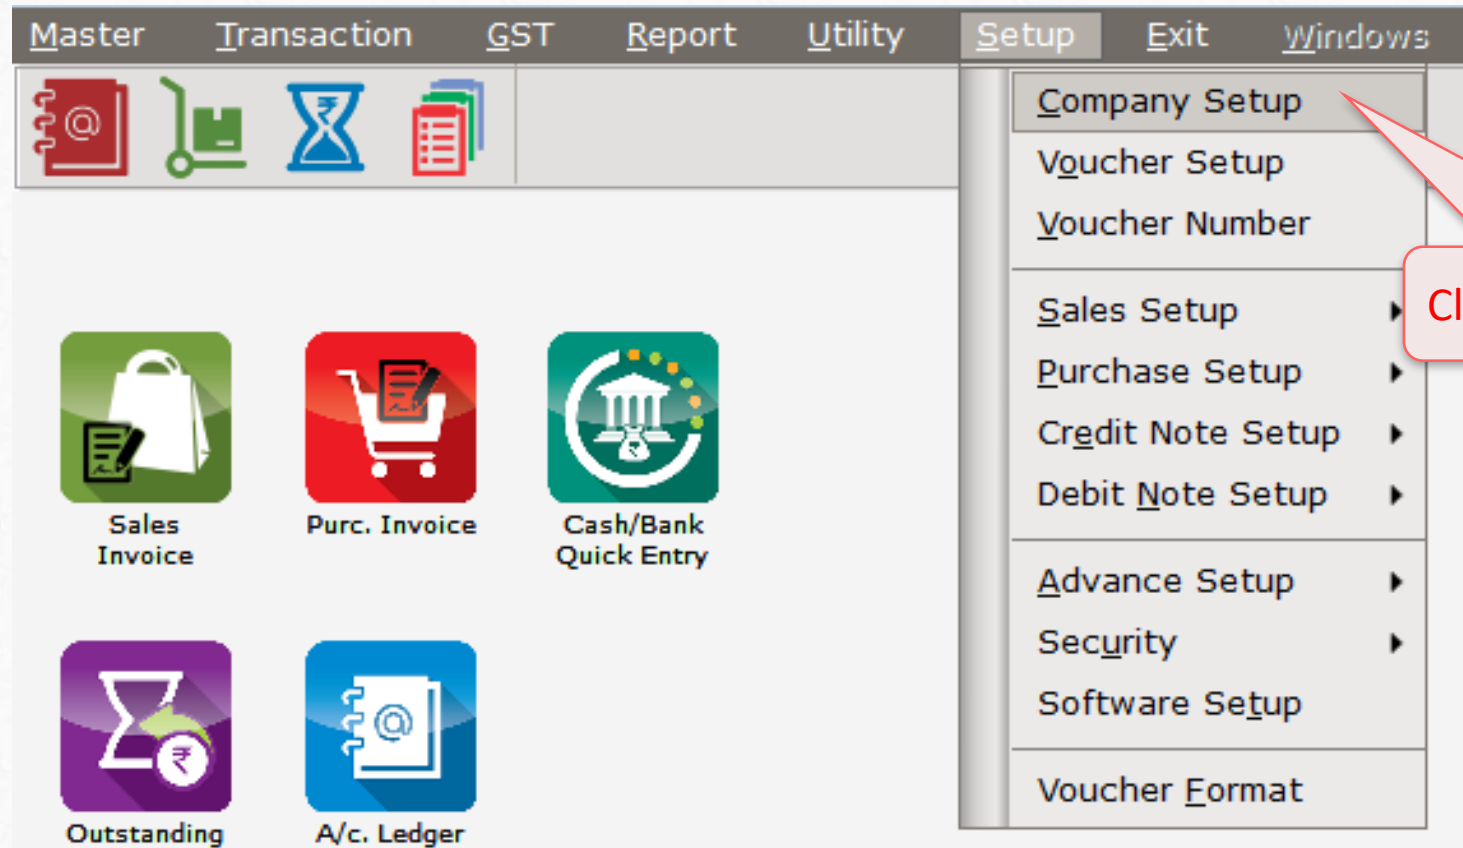 Master Transaction GST Report Utility Setup Exit Windows
Company Setup
Voucher Setup
Voucher Number
Sales Setup
Purchase Setup
Credit Note Setup
Debit Note Setup
Advance Setup
Security
Software Setup
Voucher Format
Sales
Invoice
Purc. Invoice
Cash/Bank
Quick Entry
Outstanding
A/c. Ledger